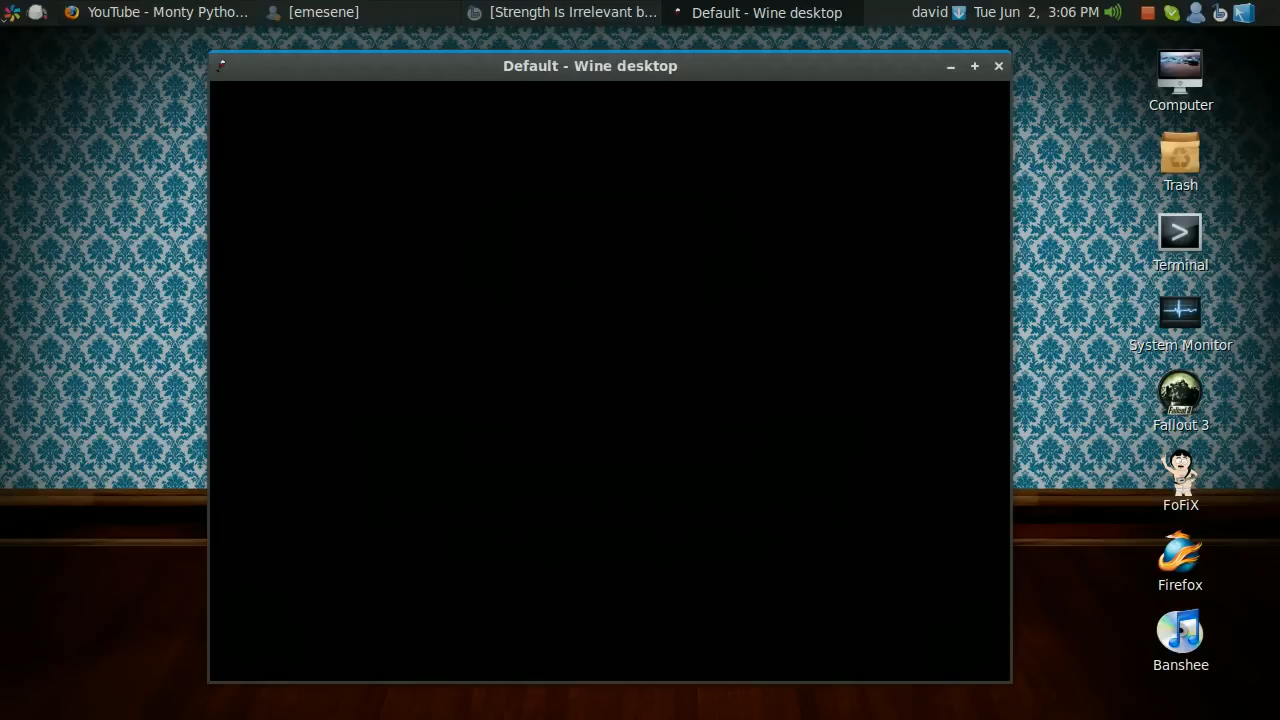 YouTube - Monty Pytho...
[emesene]
[Strength Is Irrelevant b...
Default - Wine desktop
david
Tue Jun 2, 3:06 PM
Default - Wine desktop
Computer
Trash
Terminal
System Monitor
Fallout 3
FoFiX
Firefox
Banshee